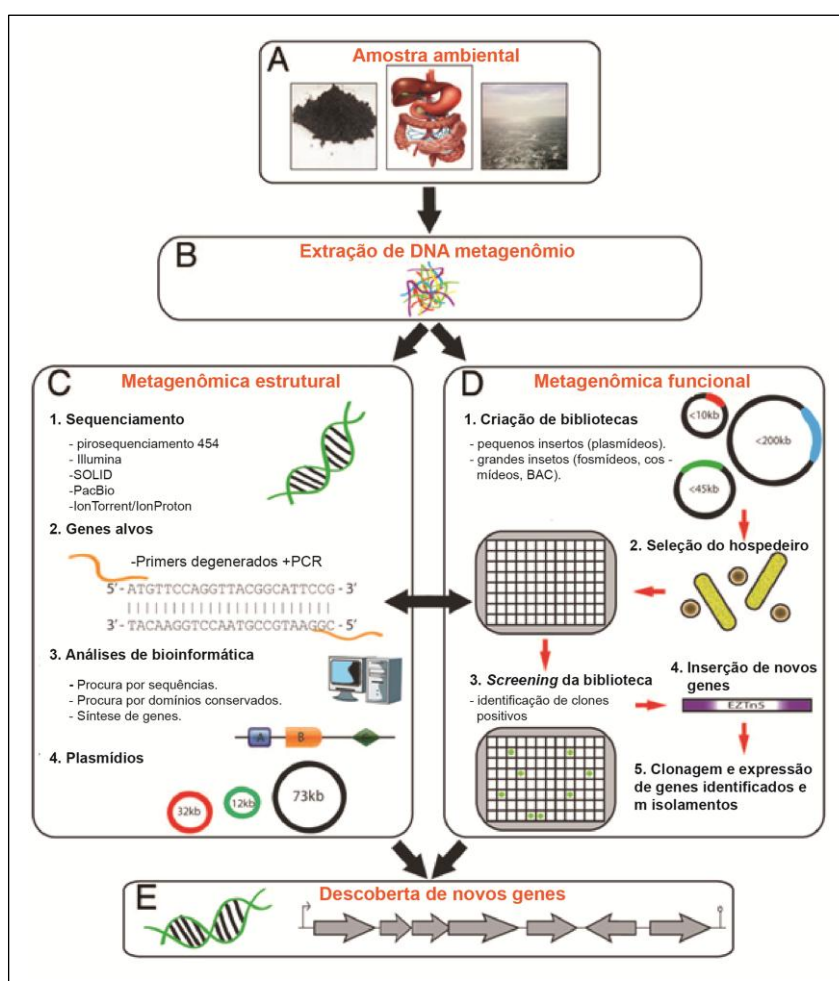 A
Amostra ambiental
B
Extração de DNA metagenômio
C
Metagenômica estrutural
1. Sequenciamento
- pirosequenciamento 454
- Illumina
-SOLID
-PacBio
-IonTorrent/IonProton
2. Genes alvos
-Primers degenerados +PCR
5'-ATGTTCCAGGTTACGGCATTCCG-3'
3'-TACAAGGTCCAATGCCGTAAGGC-5'
3. Análises de bioinformática
- Procura por sequências.
- Procura por domínios conservados.
- Síntese de genes.
A
B
C
4. Plasmídios
32kb
12kb
73kb
D
Metagenômica funcional
1. Criação de bibliotecas
- pequenos insertos (plasmídeos).
- grandes insetos (fosmídeos, cos -
mídeos, BAC).
<10kb
<200kb
<45kb
2. Seleção do hospedeiro
3. Screening da biblioteca
- identificação de clones
positivos
4. Inserção de novos
genes
EZTn5
5. Clonagem e expressão
de genes identificados e
m isolamentos
E
Descoberta de novos genes